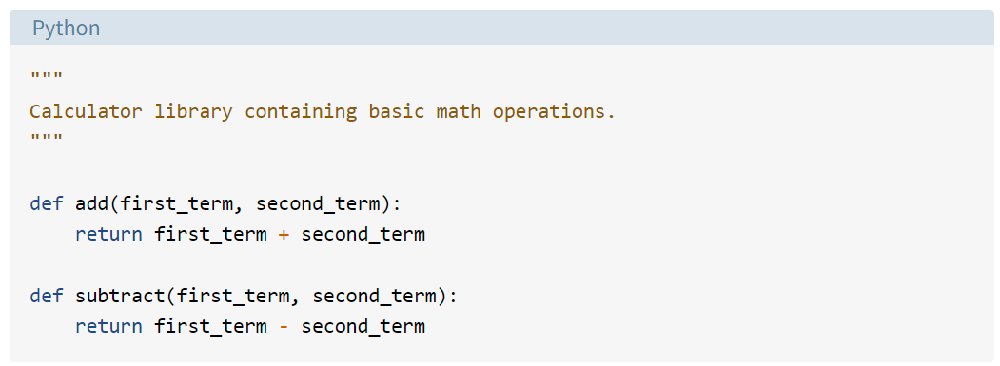 Python
"""
Calculator library containing basic math operations.
"""
def add(first_term, second_term):
    return first_term + second_term
def subtract(first_term, second_term):
    return first_term - second_term